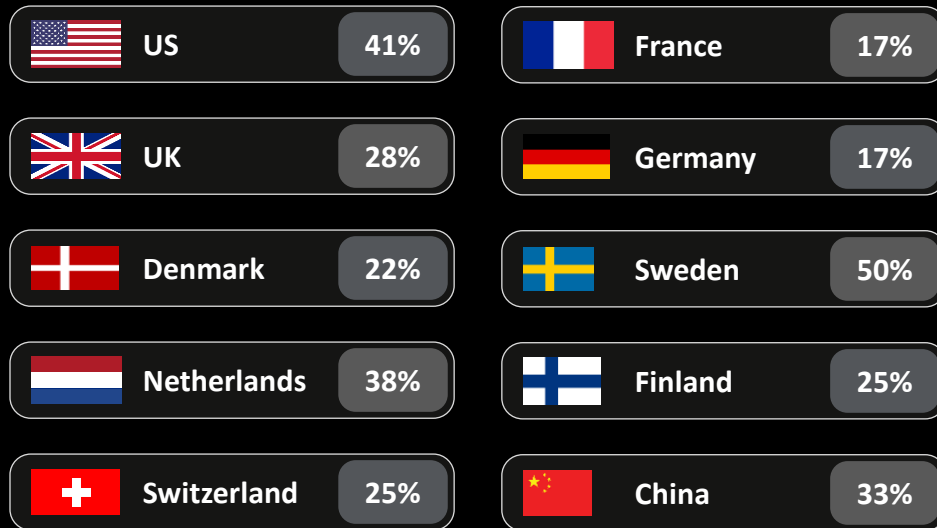 US 41%
UK 28%
Denmark 22%
Netherlands 38%
Switzerland 25%
France 17%
Germany 17%
Sweden 50%
Finland 25%
China 33%